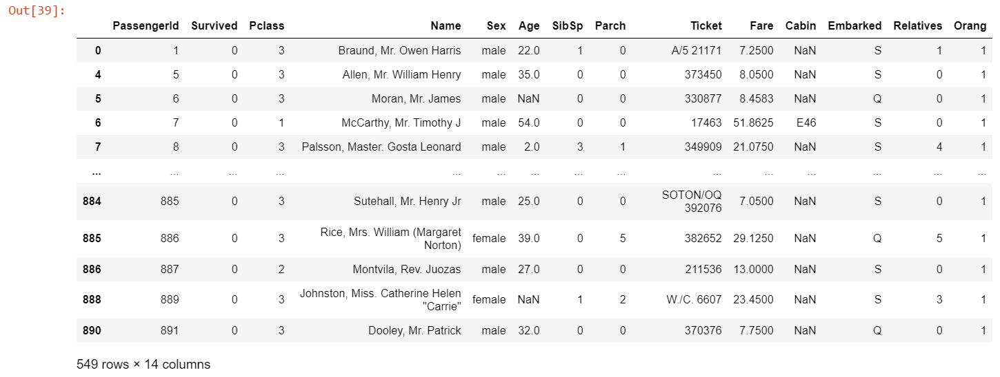 Out[39]:
PassengerId Survived Pclass Name Sex Age SibSp Parch Ticket Fare Cabin Embarked Relatives Orang
0 1 0 3 Braund, Mr. Owen Harris male 22.0 1 0 A/5 21171 7.2500 NaN S 1 1
4 5 0 3 Allen, Mr. William Henry male 35.0 0 0 373450 8.0500 NaN S 0 1
5 6 0 3 Moran, Mr. James male NaN 0 0 330877 8.4583 NaN Q 0 1
6 7 0 1 McCarthy, Mr. Timothy J male 54.0 0 0 17463 51.8625 E46 S 0 1
7 8 0 3 Palsson, Master. Gosta Leonard male 2.0 3 1 349909 21.0750 NaN S 4 1
... ... ... ... ... ... ... ... ... ... ... ... ... ... ...
884 885 0 3 Sutehall, Mr. Henry Jr male 25.0 0 0 SOTON/OQ 392076 7.0500 NaN S 0 1
885 886 0 3 Rice, Mrs. William (Margaret Norton) female 39.0 0 5 382652 29.1250 NaN Q 5 1
886 887 0 2 Montvila, Rev. Juozas male 27.0 0 0 211536 13.0000 NaN S 0 1
888 889 0 3 Johnston, Miss. Catherine Helen "Carrie" female NaN 1 2 W./C. 6607 23.4500 NaN S 3 1
890 891 0 3 Dooley, Mr. Patrick male 32.0 0 0 370376 7.7500 NaN Q 0 1
549 rows × 14 columns